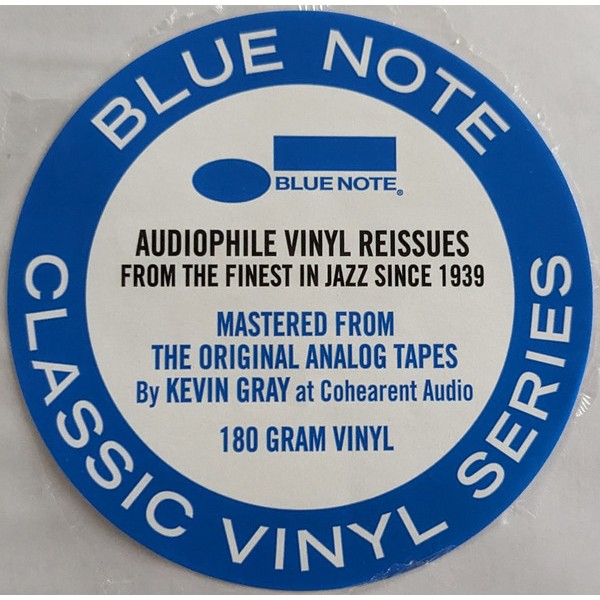 BLUE NOTE
BLUE NOTE®
AUDIOPHILE VINYL REISSUES
FROM THE FINEST IN JAZZ SINCE 1939
MASTERED FROM
THE ORIGINAL ANALOG TAPES
By KEVIN GRAY at Cohearent Audio
180 GRAM VINYL
CLASSIC VINYL SERIES